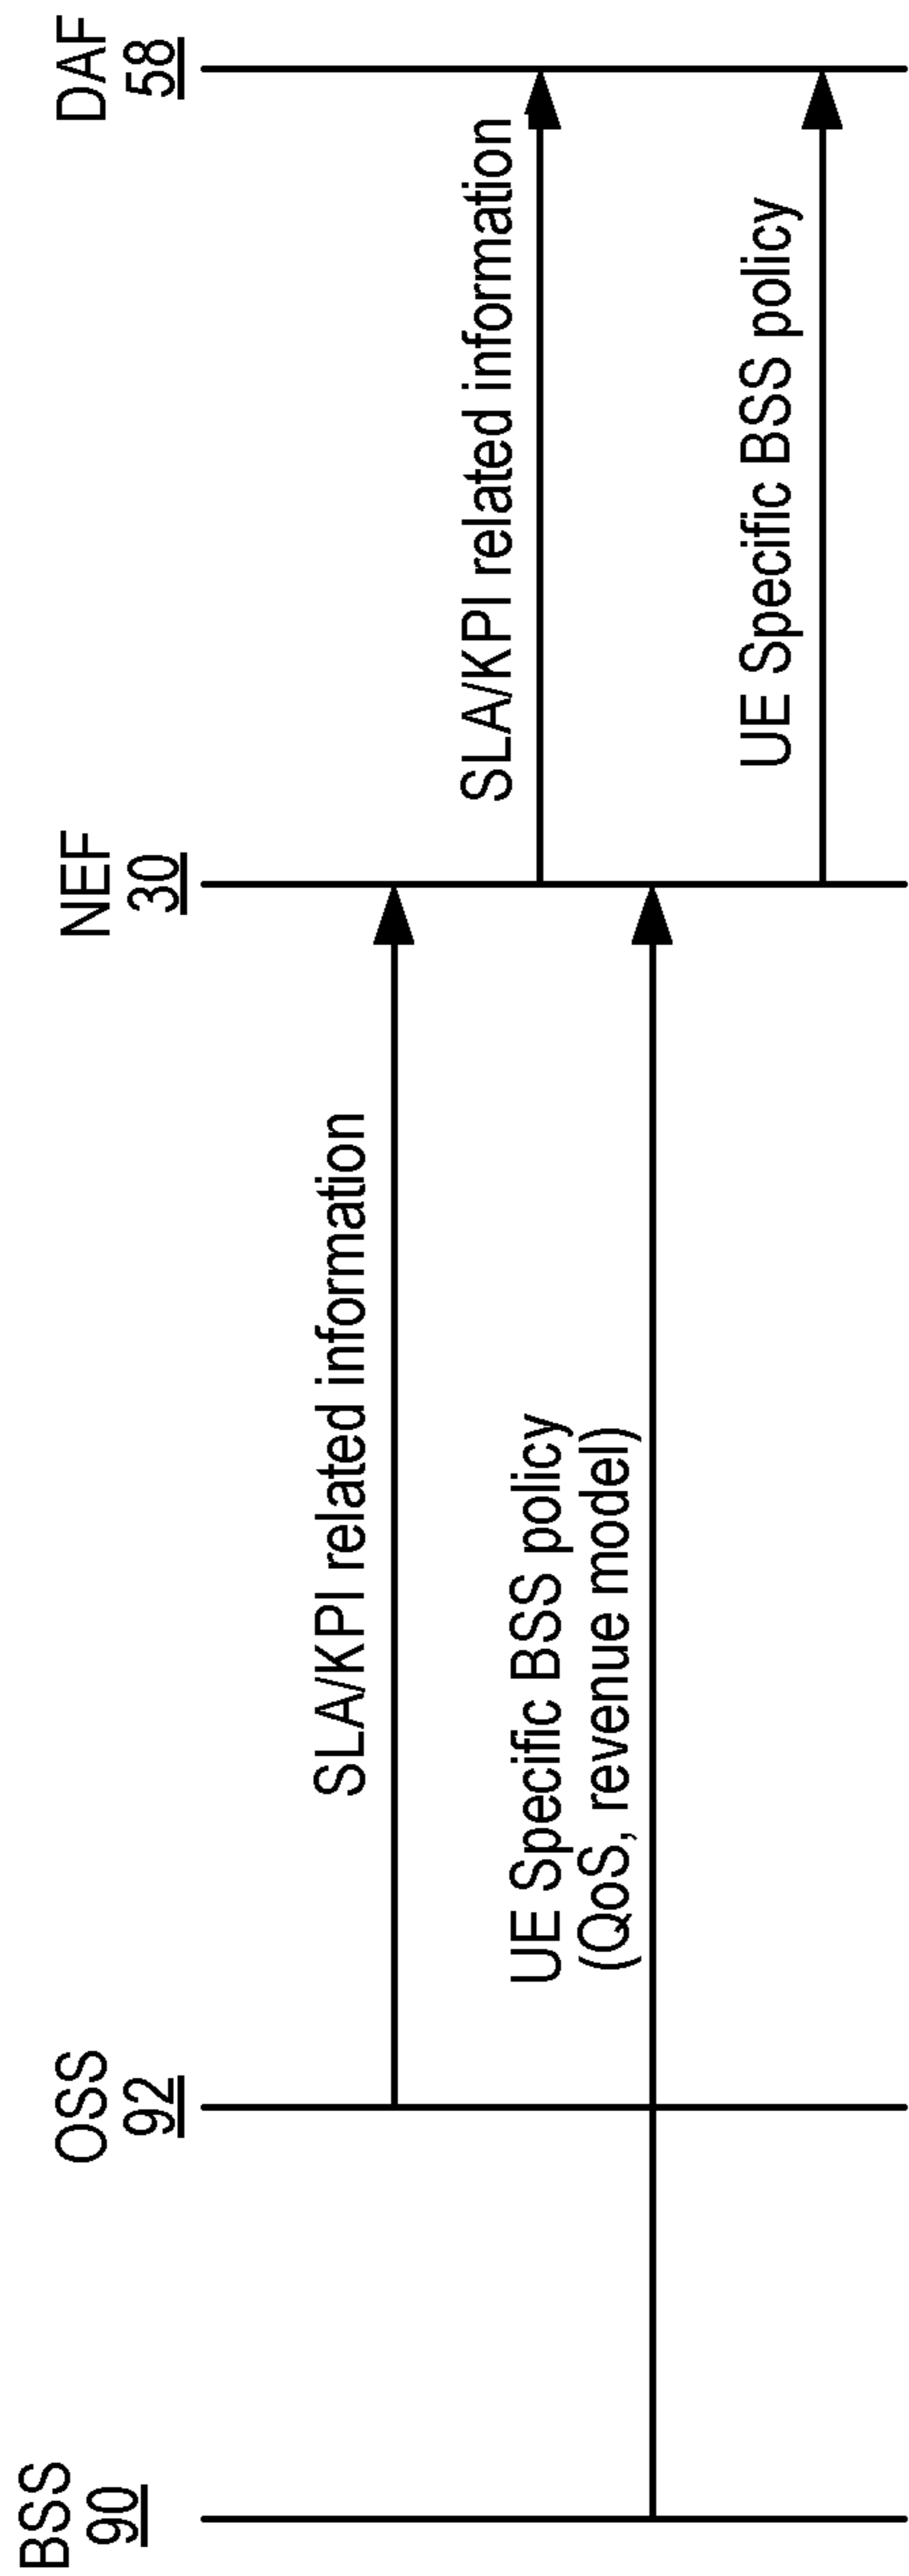 BSS
90
OSS
92
NEF
30
DAF
58
SLA/KPI related information
SLA/KPI related information
UE Specific BSS policy
(QoS, revenue model)
UE Specific BSS policy